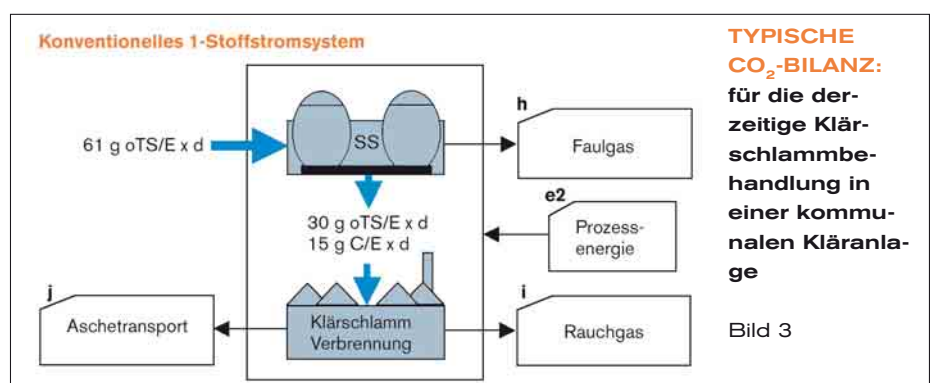 Konventionelles 1-Stoffstromsystem
61 g oTS/E x d
SS
h
Faulgas
30 g oTS/E x d
15 g C/E x d
e2
Prozess-
energie
j
Aschetransport
Klärschlamm
Verbrennung
i
Rauchgas
TYPISCHE
CO₂-BILANZ:
für die der-
zeitige Klär-
schlammbe-
handlung in
einer kommu-
nalen Kläranla-
ge
Bild 3